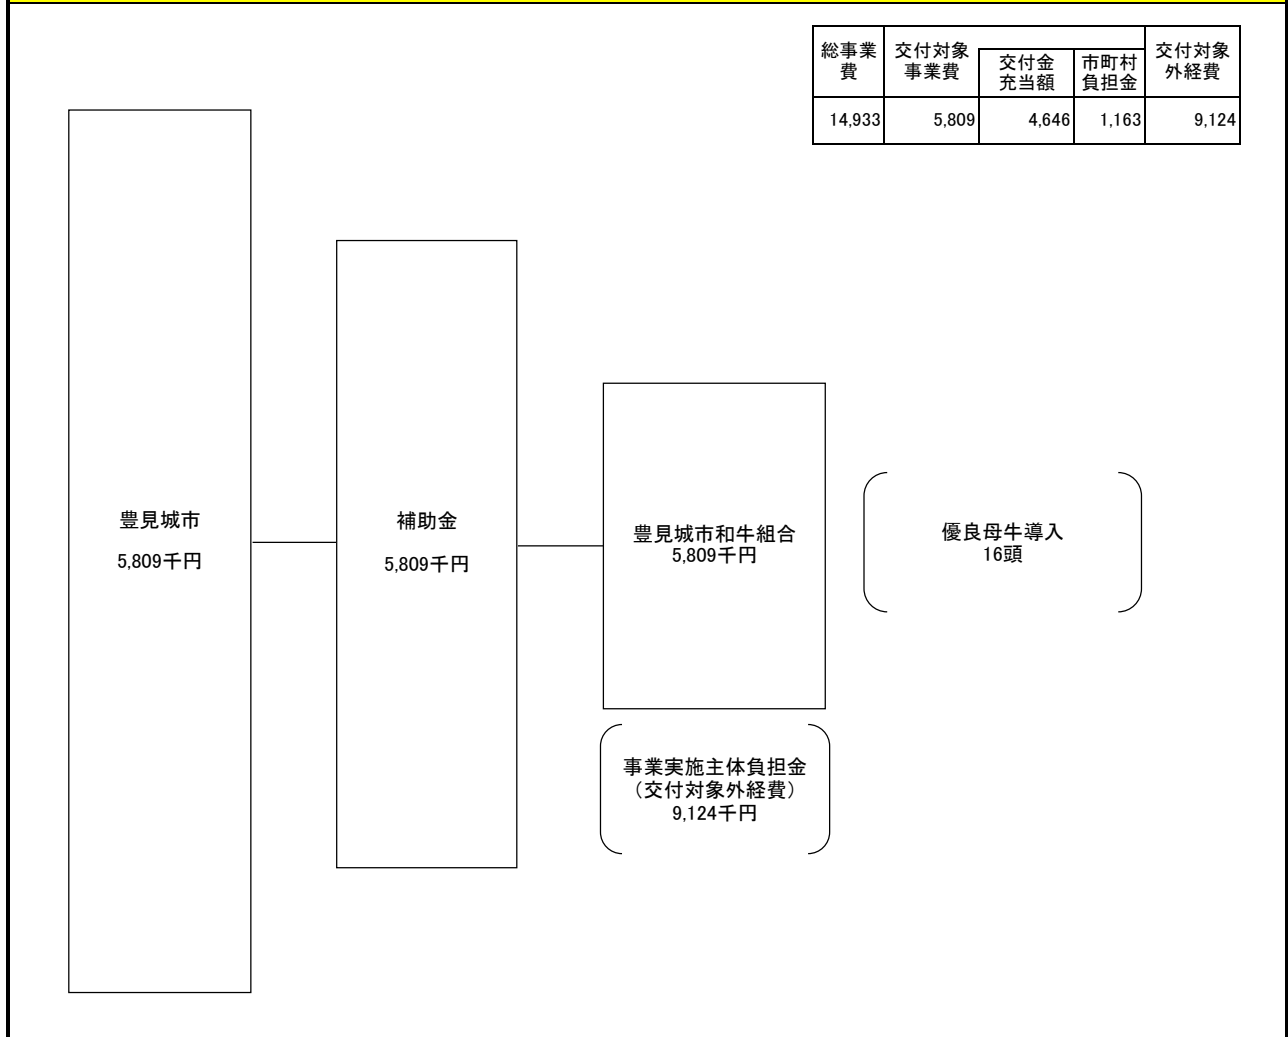 総事業費
交付対象事業費
交付金充当額
市町村負担金
交付対象外経費
14,933 5,809 4,646 1,163 9,124
豊見城市
5,809千円
補助金
5,809千円
豊見城市和牛組合
5,809千円
優良母牛導入
16頭
事業実施主体負担金
（交付対象外経費）
9,124千円